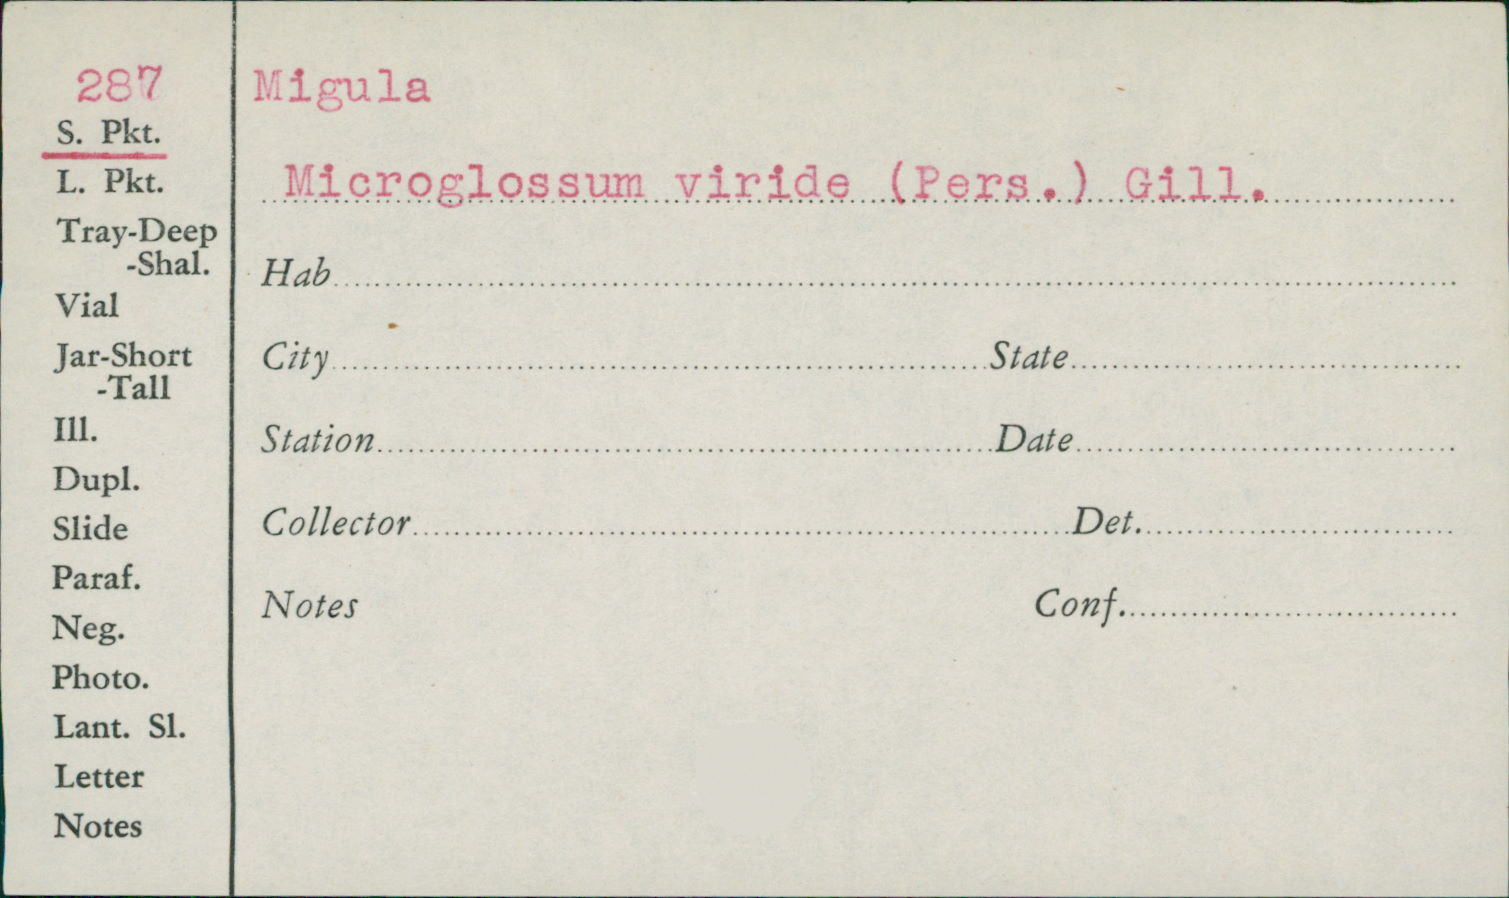 287
S. Pkt.
L. Pkt.
Tray-Deep
-Shal.
Vial
Jar-Short
-Tall
Ill.
Dupl.
Slide
Paraf.
Neg.
Photo.
Lant. Sl.
Letter
Notes
Migula
Microglossum viride (Pers.) Gill.
Hab
City State
Station Date
Collector Det.
Notes Conf.